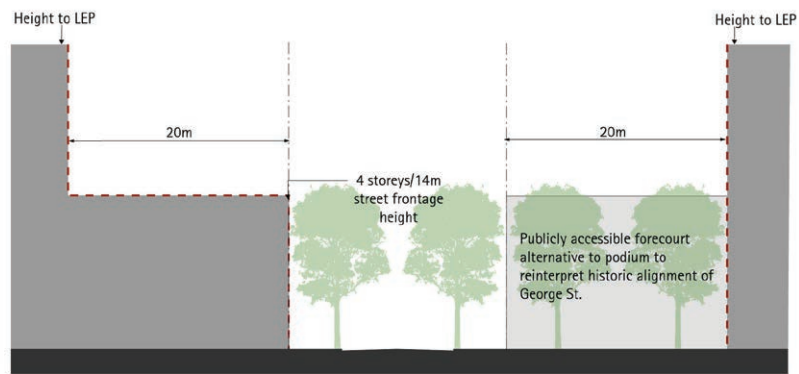 Height to LEP
Height to LEP
20m
20m
4 storeys/14m
street frontage
height
Publicly accessible forecourt
alternative to podium to
reinterpret historic alignment of
George St.